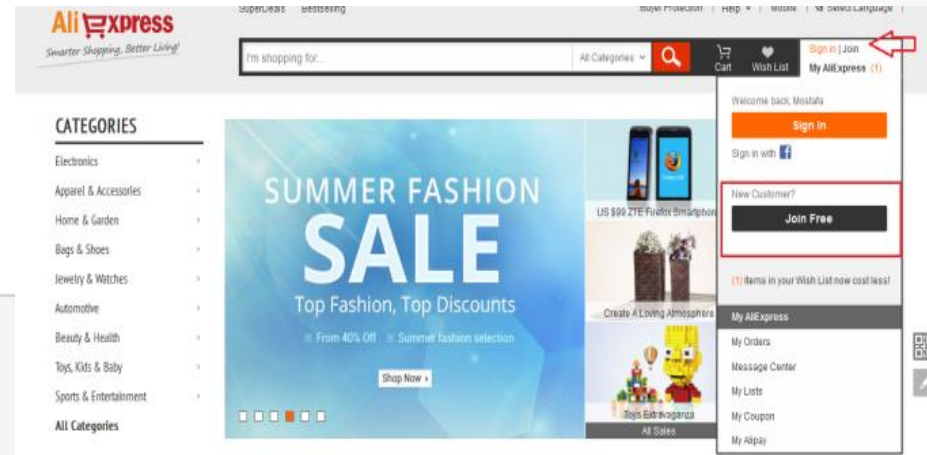 SuperDeals Bestselling
Buyer Protection | Help | Mobile | Select Language |
AliExpress
Smarter Shopping, Better Living!
I'm shopping for...
All Categories
Cart
Wish List
Sign in | Join
My AliExpress (1)
Welcome back, Mostafa
Sign In
Sign in with f
New Customer?
Join Free
(1) Items in your Wish List now cost less!
My AliExpress
My Orders
Message Center
My Lists
My Coupon
My Alipay
CATEGORIES
Electronics
Apparel & Accessories
Home & Garden
Bags & Shoes
Jewelry & Watches
Automotive
Beauty & Health
Toys, Kids & Baby
Sports & Entertainment
All Categories
SUMMER FASHION
SALE
Top Fashion, Top Discounts
From 40% Off Summer fashion selection
Shop Now
US $99 ZTE Firefox Smartphon
Create A Loving Atmosphere
Toys Extravaganza
All Sales